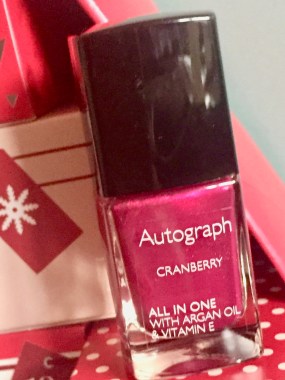 Autograph
CRANBERRY
ALL IN ONE
WITH ARGAN OIL
& VITAMIN E